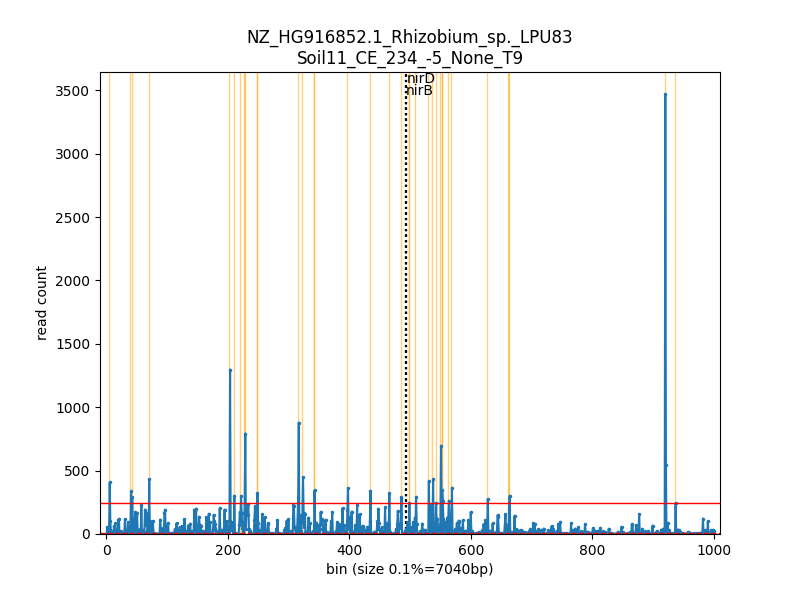 NZ_HG916852.1_Rhizobium_sp._LPU83
Soil11_CE_234_-5_None_T9
nirD
nirB
3500
3000
2500
2000
1500
1000
500
0
read count
0 200 400 600 800 1000
bin (size 0.1%=7040bp)